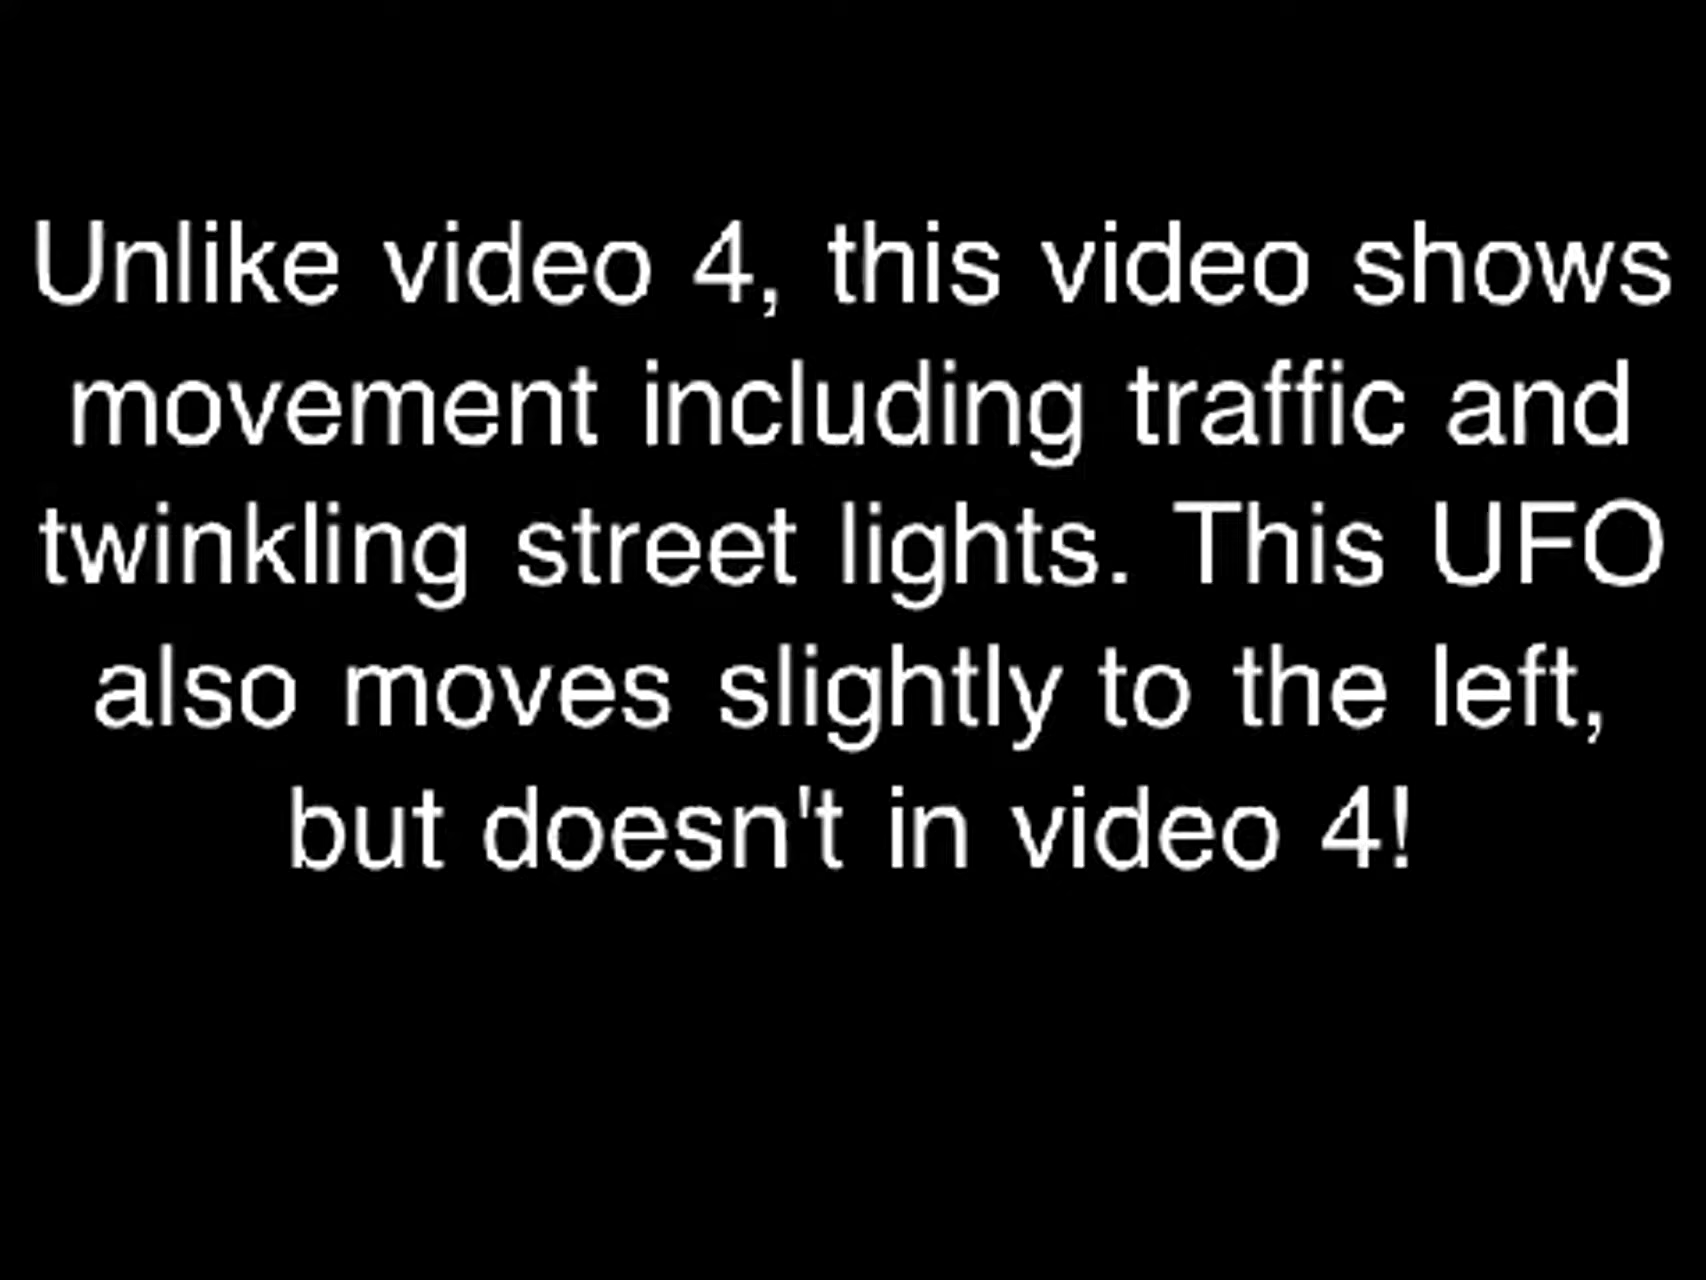 Unlike video 4, this video shows
movement including traffic and
twinkling street lights. This UFO
also moves slightly to the left,
but doesn't in video 4!